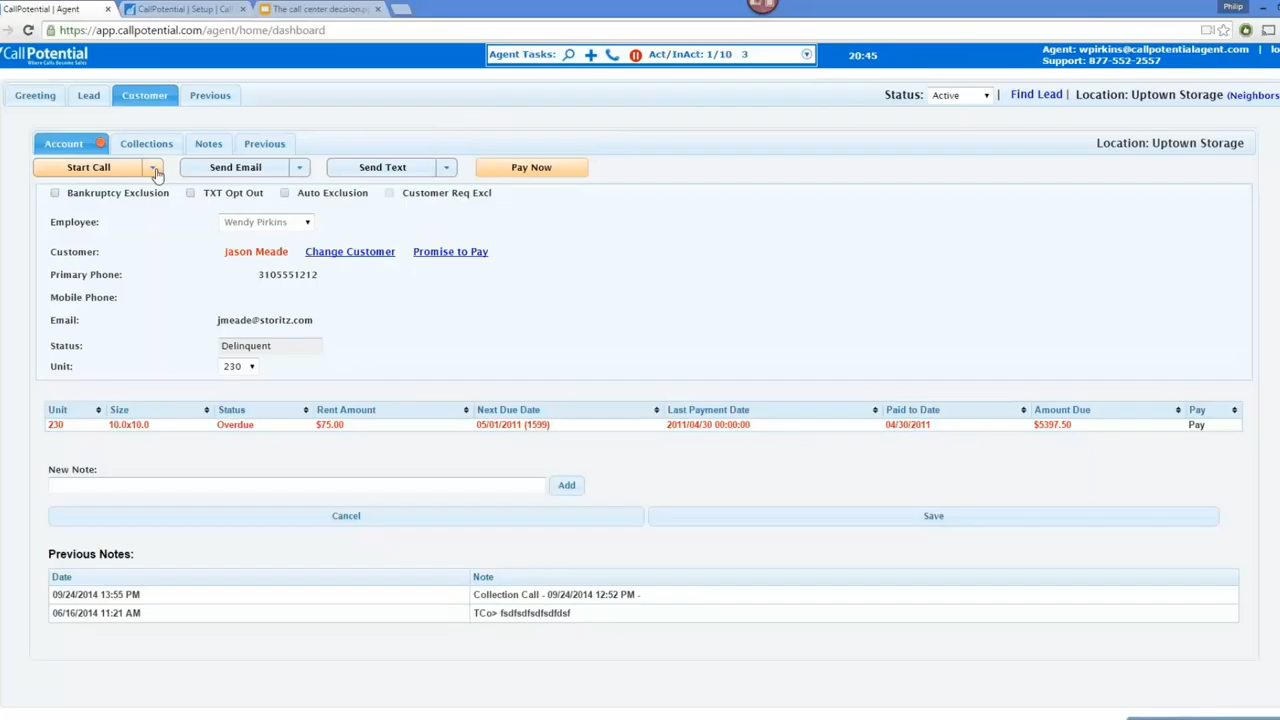 CallPotential | Agent
CallPotential | Setup | Call
The call center decision.p
Philip
https://app.callpotential.com/agent/home/dashboard
CallPotential
Where Calls Become Sales
Agent Tasks: Act/InAct: 1/10 3
20:45
Agent: wpirkins@callpotentialagent.com | lo
Support: 877-552-2557
Greeting Lead Customer Previous
Status: Active | Find Lead | Location: Uptown Storage (Neighbors
Account Collections Notes Previous
Location: Uptown Storage
Start Call Send Email Send Text Pay Now
Bankruptcy Exclusion TXT Opt Out Auto Exclusion Customer Req Excl
Employee: Wendy Pirkins
Customer: Jason Meade Change Customer Promise to Pay
Primary Phone: 3105551212
Mobile Phone:
Email: jmeade@storitz.com
Status: Delinquent
Unit: 230
Unit Size Status Rent Amount Next Due Date Last Payment Date Paid to Date Amount Due Pay
230 10.0x10.0 Overdue $75.00 05/01/2011 (1599) 2011/04/30 00:00:00 04/30/2011 $5397.50 Pay
New Note:
Add
Cancel Save
Previous Notes:
Date Note
09/24/2014 13:55 PM Collection Call - 09/24/2014 12:52 PM -
06/16/2014 11:21 AM TCo> fsdfsdfsdfsdfdsf